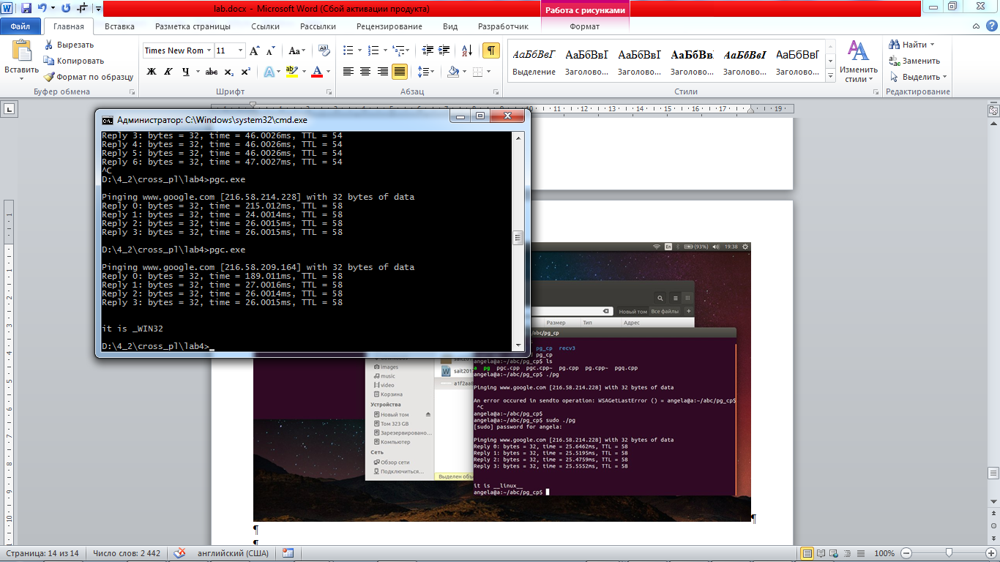 lab.docx - Microsoft Word (Сбой активации продукта)
Работа с рисунками
Файл
Главная
Вставка
Разметка страницы
Ссылки
Рассылки
Рецензирование
Вид
Разработчик
Формат
Вставить
Вырезать
Копировать
Формат по образцу
Буфер обмена
Times New Rom
11
Ж К Ч abc x₂ x²
Шрифт
Абзац
АаБбВвГ
Выделение
АаБбВвГ
Заголово...
АаБбВвГ
Заголово...
АаБбВв
Заголово...
АаБбВвI
Заголово...
АаБбВвГ
Заголово...
Изменить
стили
Стили
Найти
Заменить
Выделить
Редактирование
Администратор: C:\Windows\system32\cmd.exe
Reply 3: bytes = 32, time = 46.0026ms, TTL = 54
Reply 4: bytes = 32, time = 46.0026ms, TTL = 54
Reply 5: bytes = 32, time = 46.0026ms, TTL = 54
Reply 6: bytes = 32, time = 47.0027ms, TTL = 54
^C
D:\4_2\cross_pl\lab4>pgc.exe
Pinging www.google.com [216.58.214.228] with 32 bytes of data
Reply 0: bytes = 32, time = 215.012ms, TTL = 58
Reply 1: bytes = 32, time = 24.0014ms, TTL = 58
Reply 2: bytes = 32, time = 26.0015ms, TTL = 58
Reply 3: bytes = 32, time = 26.0015ms, TTL = 58
D:\4_2\cross_pl\lab4>pgc.exe
Pinging www.google.com [216.58.209.164] with 32 bytes of data
Reply 0: bytes = 32, time = 189.011ms, TTL = 58
Reply 1: bytes = 32, time = 27.0016ms, TTL = 58
Reply 2: bytes = 32, time = 26.0014ms, TTL = 58
Reply 3: bytes = 32, time = 26.0015ms, TTL = 58
it is _WIN32
D:\4_2\cross_pl\lab4>
En (93%) 19:38
Новый том Все файлы +
Размер Тип Адрес
/abc/pg_cp
pg_cp recv3
pg_cp
angela@a:~/abc/pg_cp$ ls
a pg pgc.cpp pgc.cpp~ pg.cpp pg.cpp~ pgq.cpp
angela@a:~/abc/pg_cp$ ./pg
Pinging www.google.com [216.58.214.228] with 32 bytes of data
An error occured in sendto operation: WSAGetLastError () = angela@a:~/abc/pg_cp$
^C
angela@a:~/abc/pg_cp$
angela@a:~/abc/pg_cp$ sudo ./pg
[sudo] password for angela:
Pinging www.google.com [216.58.214.228] with 32 bytes of data
Reply 0: bytes = 32, time = 25.6462ms, TTL = 58
Reply 1: bytes = 32, time = 25.5195ms, TTL = 58
Reply 2: bytes = 32, time = 25.4759ms, TTL = 58
Reply 3: bytes = 32, time = 25.5552ms, TTL = 58
it is __linux__
angela@a:~/abc/pg_cp$
images
music
video
Корзина
Устройства
Новый том
Том 323 GB
Зарезервировано...
Компьютер
Сеть
Обзор сети
Подключиться...
sait201
a1f2aa8
Выделен объ
Страница: 14 из 14
Число слов: 2 442
английский (США)
100%